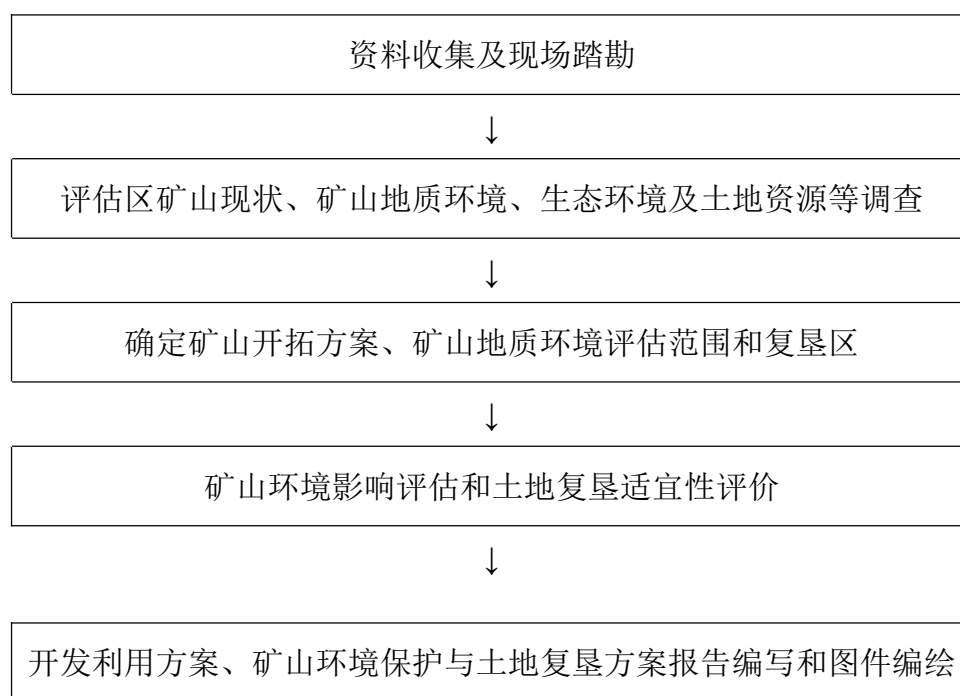 资料收集及现场踏勘
↓
评估区矿山现状、矿山地质环境、生态环境及土地资源等调查
↓
确定矿山开拓方案、矿山地质环境评估范围和复垦区
↓
矿山环境影响评估和土地复垦适宜性评价
↓
开发利用方案、矿山环境保护与土地复垦方案报告编写和图件编绘